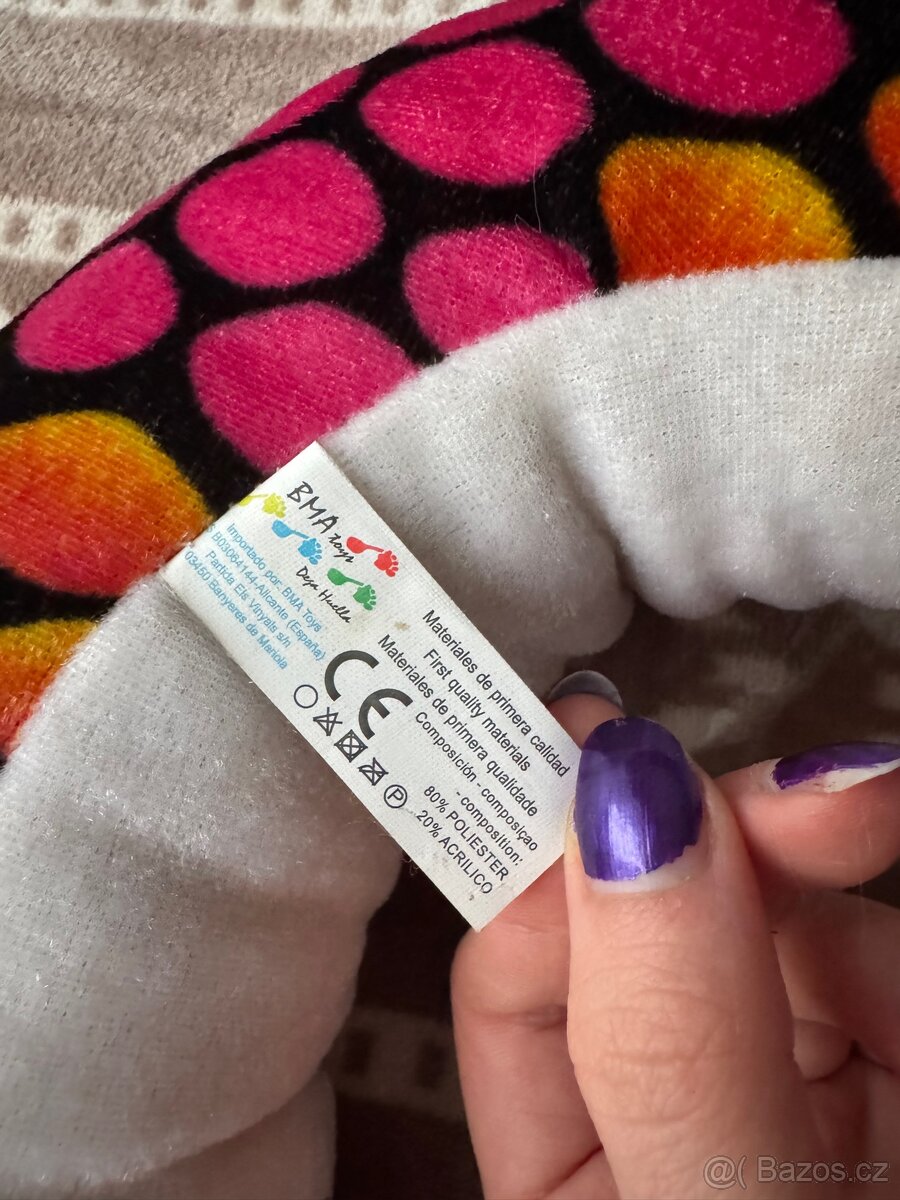 BMA toys
Deja Huella
Importado por: BMA Toys
B03064144-Alicante (España)
Partida Els Vinyals s/n
03450 Banyeres de Mariola
CE
P
Materiales de primera calidad
First quality materials
Materiales de primera qualidade
Composición - composiçao
- composition:
80% POLIESTER
20% ACRILICO
@( Bazos.cz